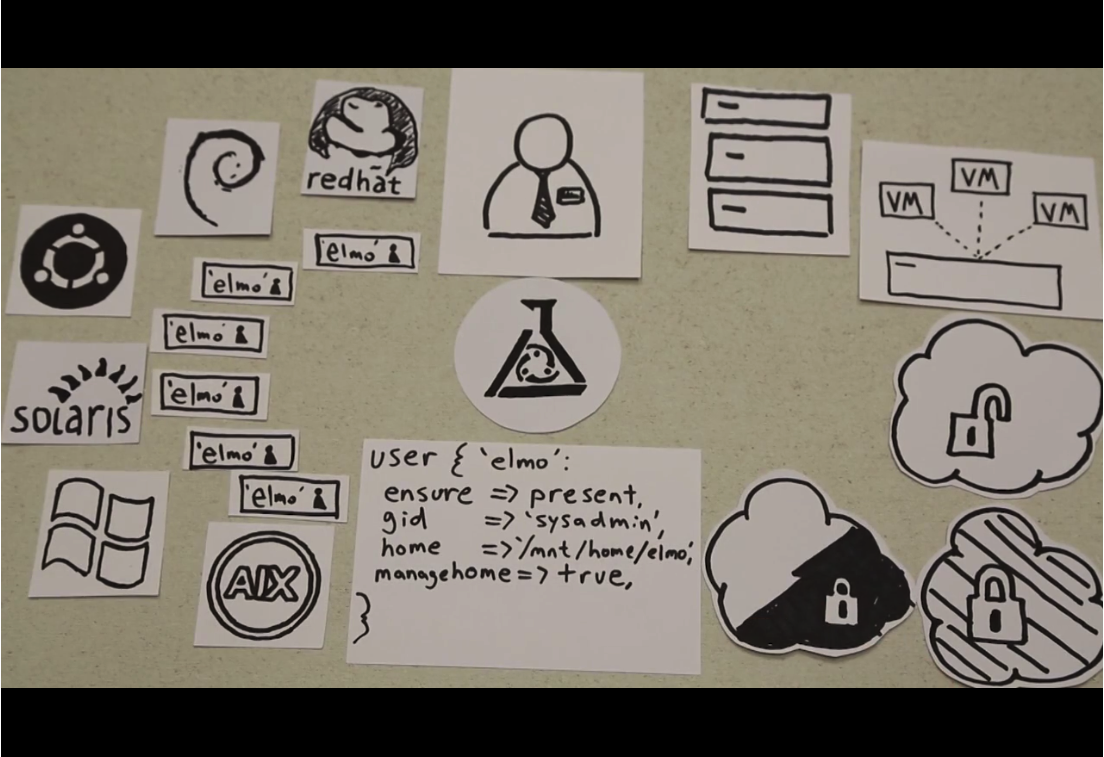 redhat
'elmo'
VM
VM
VM
'elmo'
'elmo'
'elmo'
solaris
'elmo'
'elmo'
AIX
user { 'elmo':
ensure => present,
gid => 'sysadmin',
home => '/mnt/home/elmo',
managehome => true,
}